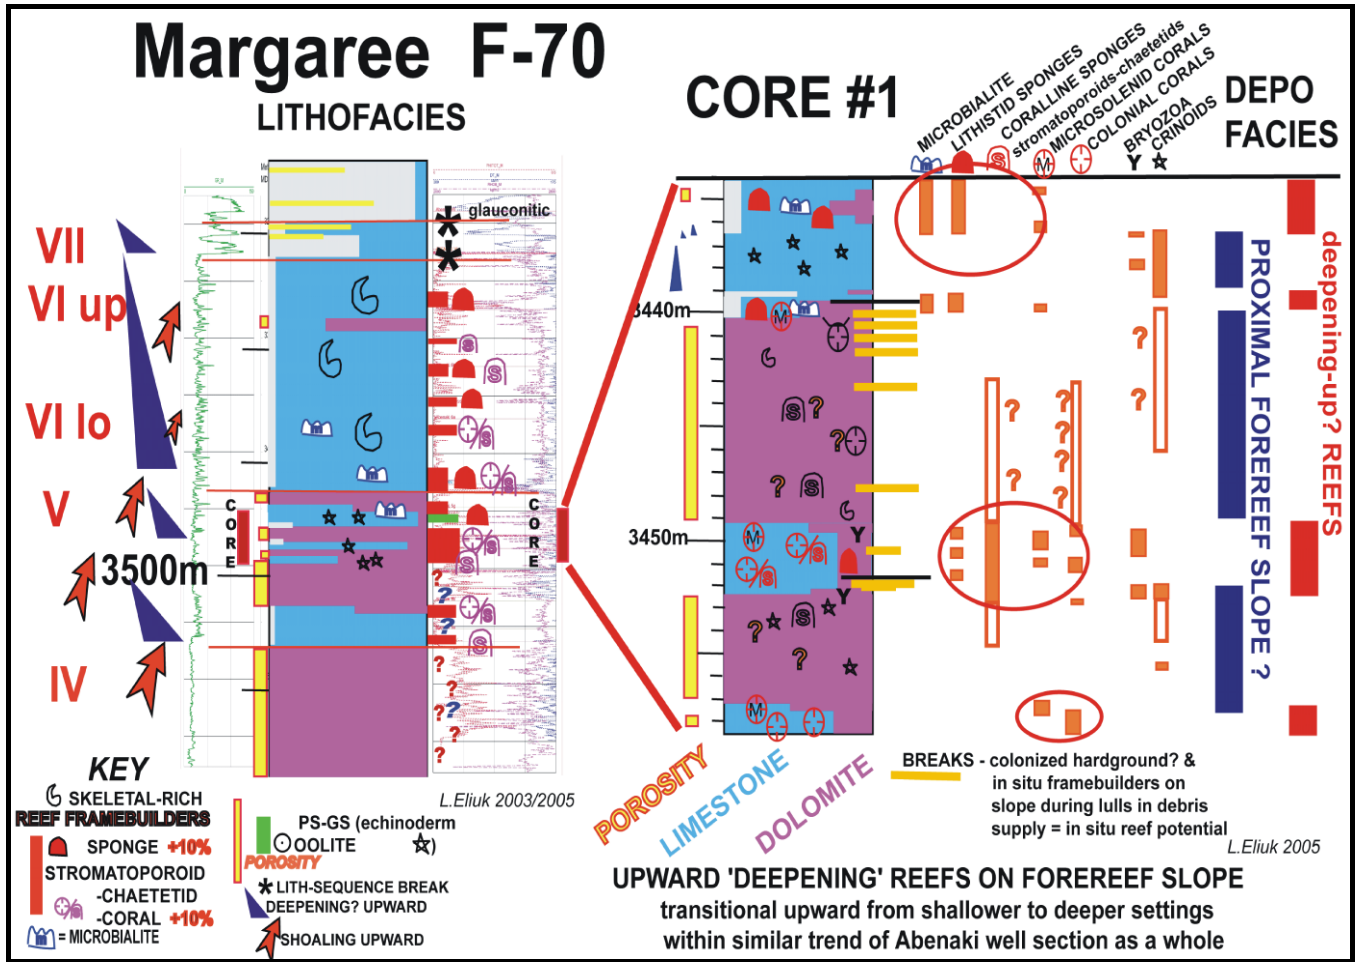 Margaree F-70
LITHOFACIES
CORE #1
MICROBIALITE
LITHISTID SPONGES
CORALLINE SPONGES
stromatoporoids-chaetetids
MICROSOLENID CORALS
COLONIAL CORALS
BRYOZOA
CRINOIDS
DEPO
FACIES
M
S
M
Y
glauconitic
VII
VI up
VI lo
V
IV
3500m
CORE
CORE
3440m
3450m
PROXIMAL FOREREEF SLOPE ?
deepening-up? REEFS
POROSITY
LIMESTONE
DOLOMITE
BREAKS - colonized hardground? &
in situ framebuilders on
slope during lulls in debris
supply = in situ reef potential
L.Eliuk 2005
L.Eliuk 2003/2005
KEY
SKELETAL-RICH
REEF FRAMEBUILDERS
SPONGE +10%
STROMATOPOROID
-CHAETETID
-CORAL +10%
= MICROBIALITE
PS-GS (echinoderm
OOLITE )
POROSITY
LITH-SEQUENCE BREAK
DEEPENING? UPWARD
SHOALING UPWARD
UPWARD 'DEEPENING' REEFS ON FOREREEF SLOPE
transitional upward from shallower to deeper settings
within similar trend of Abenaki well section as a whole